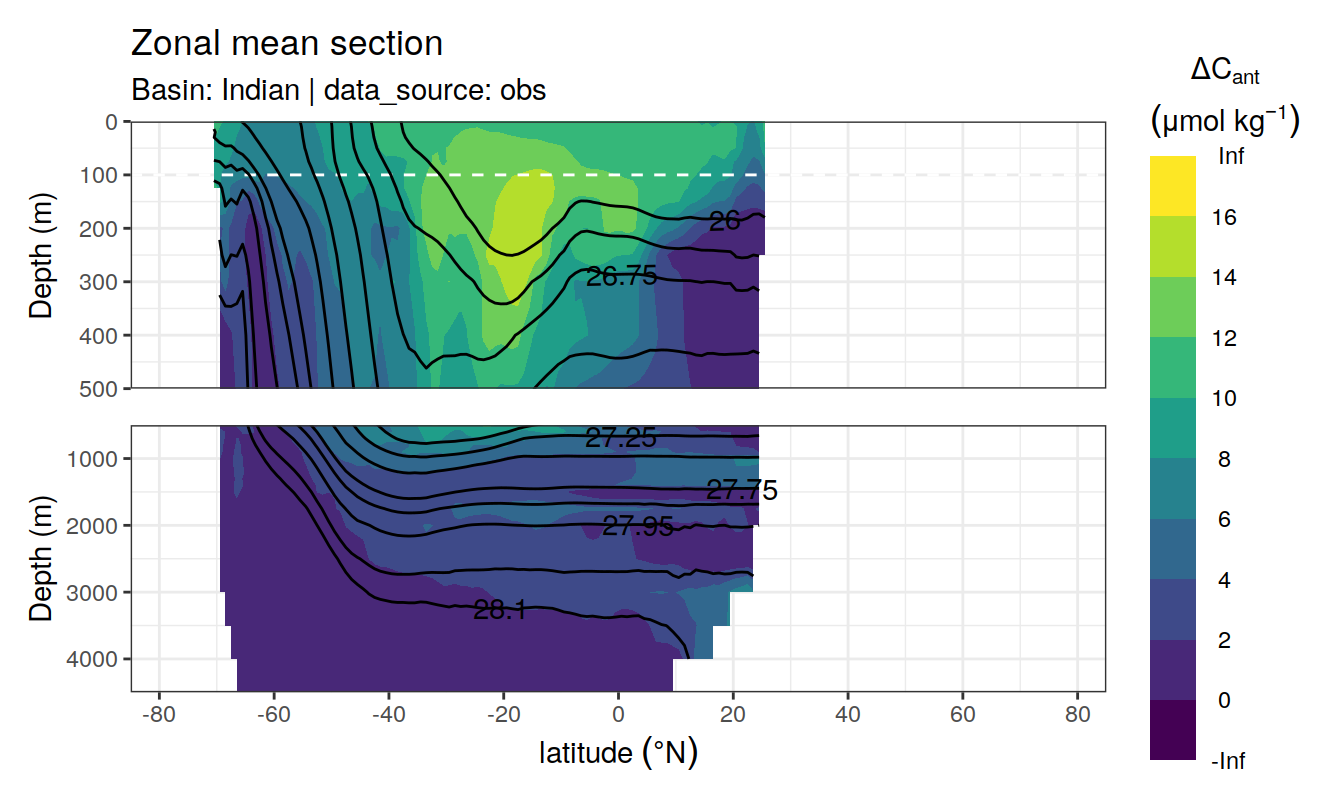 Zonal mean section
Basin: Indian | data_source: obs
Depth (m)
0
100
200
300
400
500
26
26.75
Depth (m)
1000
2000
3000
4000
27.25
27.75
27.95
28.1
-80 -60 -40 -20 0 20 40 60 80
latitude (°N)
ΔCant
(μmol kg⁻¹)
Inf
16
14
12
10
8
6
4
2
0
-Inf